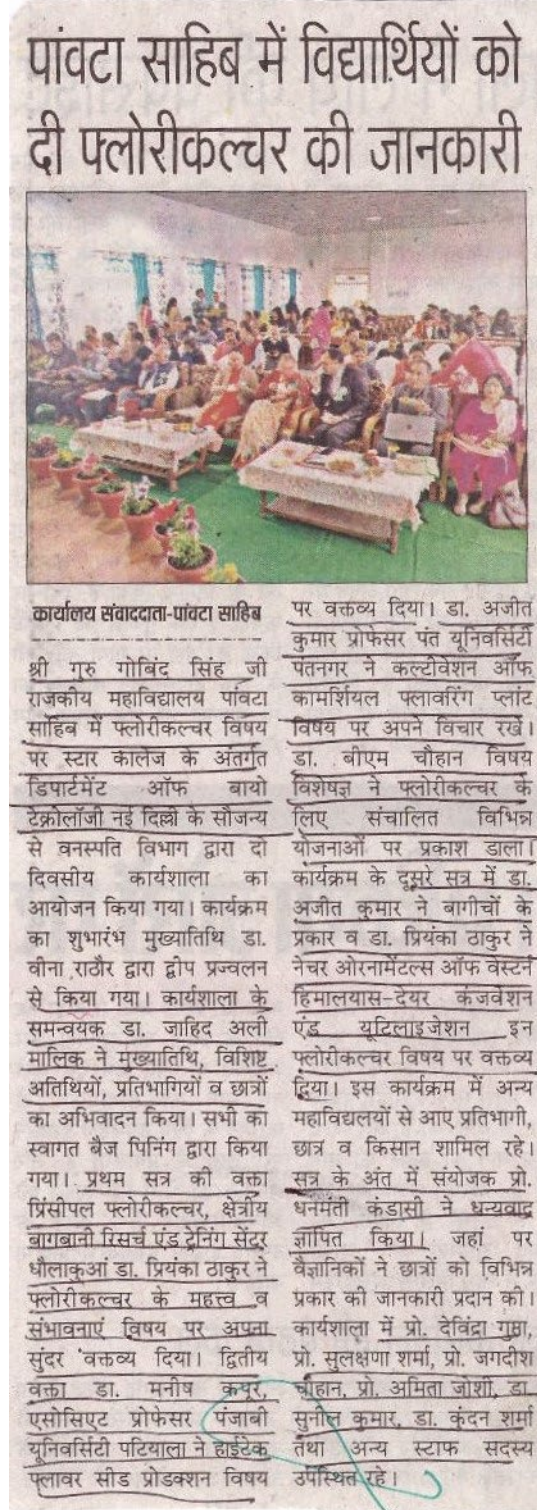 पांवटा साहिब में विद्यार्थियों को
दी फ्लोरीकल्चर की जानकारी
कार्यालय संवाददाता-पांवटा साहिब
श्री गुरु गोबिंद सिंह जी
राजकीय महाविद्यालय पांवटा
साहिब में फ्लोरीकल्चर विषय
पर स्टार कालेज के अंतर्गत
डिपार्टमेंट ऑफ बायो
टेक्रोलॉजी नई दिल्ली के सौजन्य
से वनस्पति विभाग द्वारा दो
दिवसीय कार्यशाला का
आयोजन किया गया। कार्यक्रम
का शुभारंभ मुख्यातिथि डा.
वीना राठौर द्वारा द्वीप प्रज्वलन
से किया गया। कार्यशाला के
समन्वयक डा. जाहिद अली
मालिक ने मुख्यातिथि, विशिष्ट
अतिथियों, प्रतिभागियों व छात्रों
का अभिवादन किया। सभी का
स्वागत बैज पिनिंग द्वारा किया
गया। प्रथम सत्र की वक्ता
प्रिंसीपल फ्लोरीकल्चर, क्षेत्रीय
बागबानी रिसर्च एंड ट्रेनिंग सेंटर
धौलाकुआं डा. प्रियंका ठाकुर ने
फ्लोरीकल्चर के महत्त्व व
संभावनाएं विषय पर अपना
सुंदर वक्तव्य दिया। द्वितीय
वक्ता डा. मनीष कपूर,
एसोसिएट प्रोफेसर पंजाबी
यूनिवर्सिटी पटियाला ने हाईटेक
फ्लावर सीड प्रोडक्शन विषय
पर वक्तव्य दिया। डा. अजीत
कुमार प्रोफेसर पंत यूनिवर्सिटी
पंतनगर ने कल्टीवेशन ऑफ
कामर्शियल फ्लावरिंग प्लांट
विषय पर अपने विचार रखें।
डा. बीएम चौहान विषय
विशेषज्ञ ने फ्लोरीकल्चर के
लिए संचालित विभिन्न
योजनाओं पर प्रकाश डाला।
कार्यक्रम के दूसरे सत्र में डा.
अजीत कुमार ने बागीचों के
प्रकार व डा. प्रियंका ठाकुर ने
नेचर ओरनामेंटल्स ऑफ वेस्टर्न
हिमालयास-देयर कंजवेशन
एंड यूटिलाइजेशन इन
फ्लोरीकल्चर विषय पर वक्तव्य
दिया। इस कार्यक्रम में अन्य
महाविद्यलयों से आए प्रतिभागी,
छात्र व किसान शामिल रहे।
सत्र के अंत में संयोजक प्रो.
धनमंती कंडासी ने धन्यवाद
ज्ञापित किया। जहां पर
वैज्ञानिकों ने छात्रों को विभिन्न
प्रकार की जानकारी प्रदान की।
कार्यशाला में प्रो. देविंद्रा गुप्ता,
प्रो. सुलक्षणा शर्मा, प्रो. जगदीश
चौहान, प्रो. अमिता जोशी, डा.
सुनील कुमार, डा. कुंदन शर्मा
तथा अन्य स्टाफ सदस्य
उपस्थित रहे।